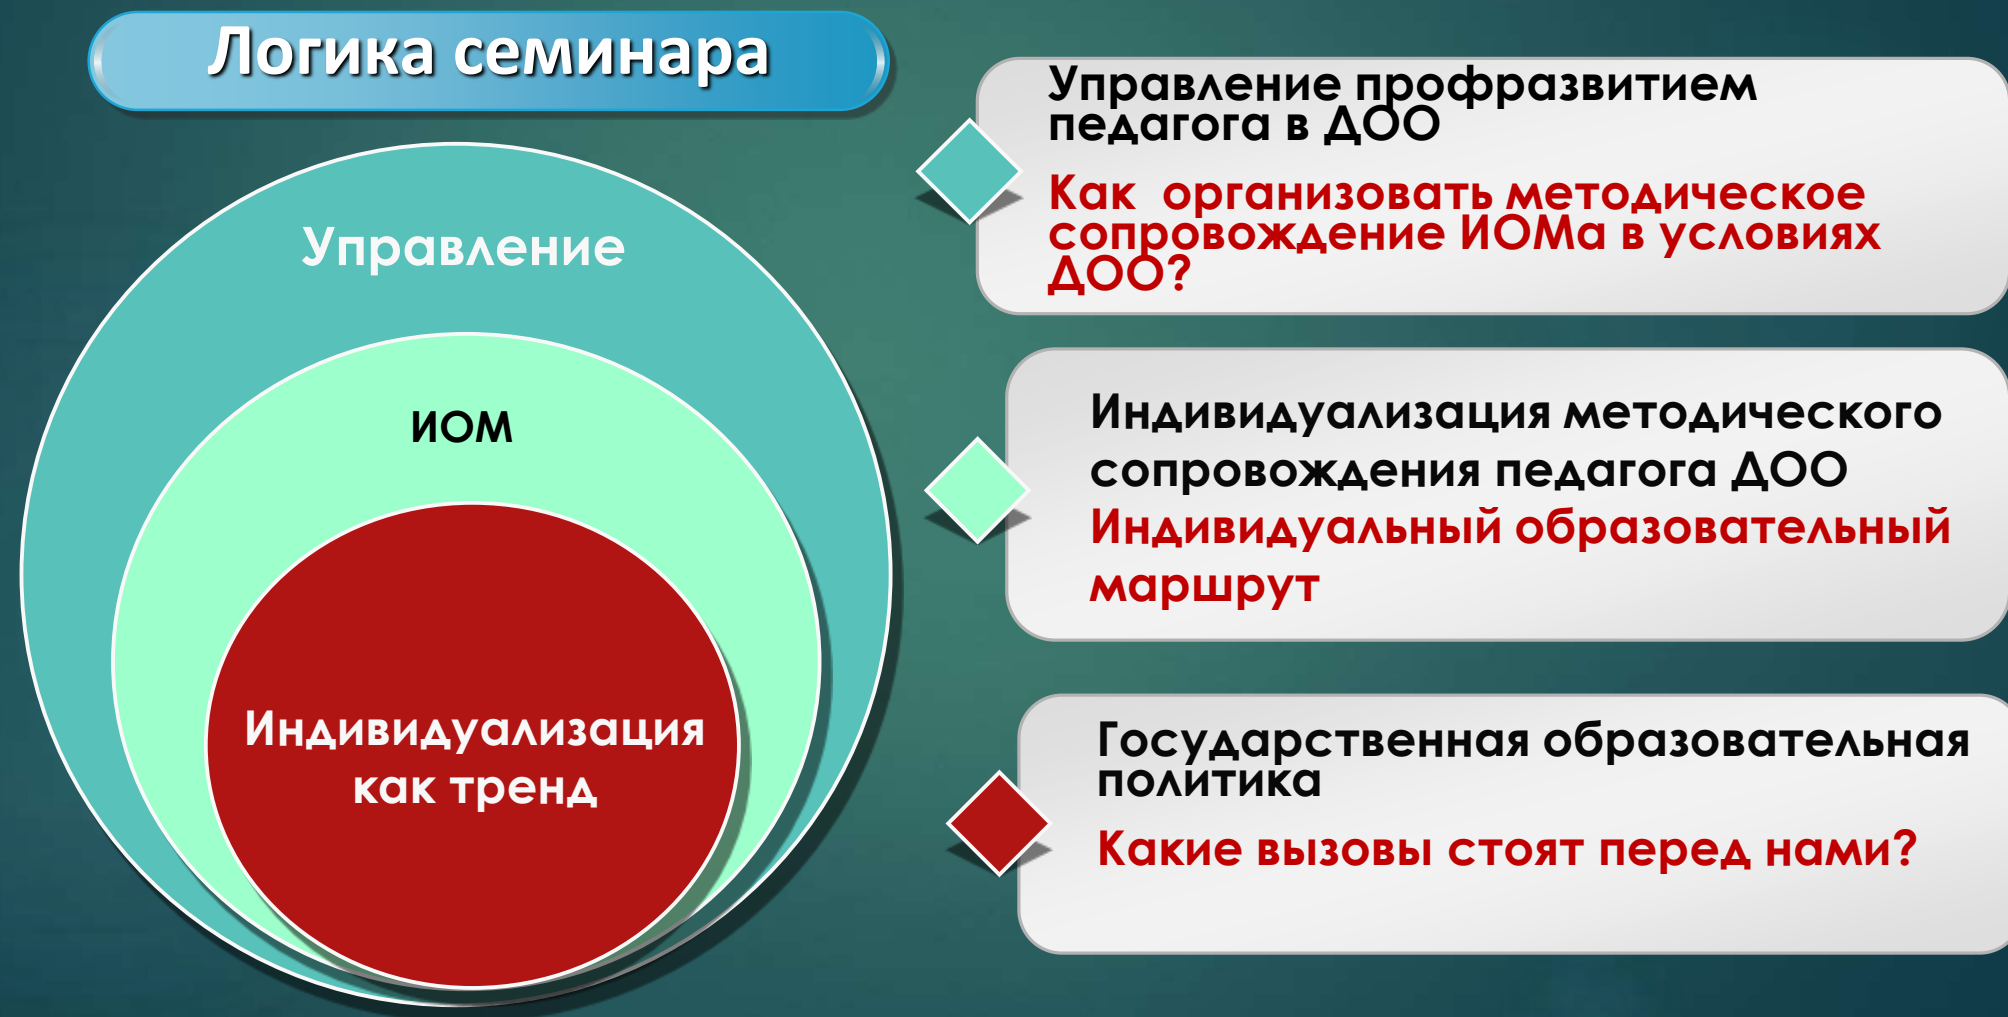 Логика семинара
Управление
ИОМ
Индивидуализация
как тренд
Управление профразвитием
педагога в ДОО
Как организовать методическое
сопровождение ИОМа в условиях
ДОО?
Индивидуализация методического
сопровождения педагога ДОО
Индивидуальный образовательный
маршрут
Государственная образовательная
политика
Какие вызовы стоят перед нами?